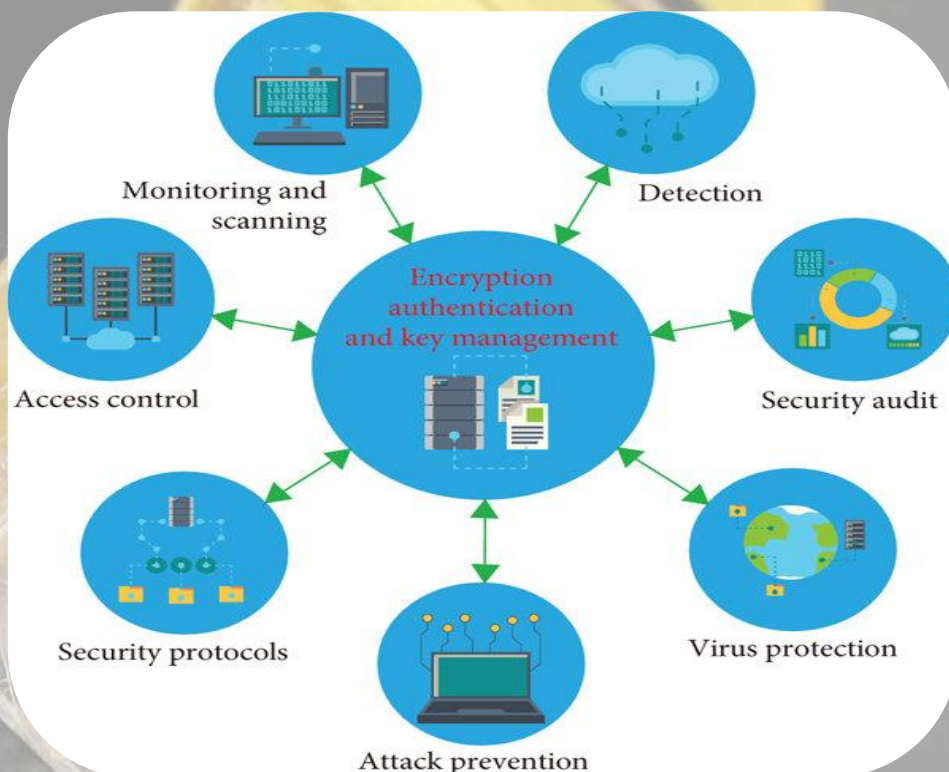 Monitoring and
scanning
Detection
Encryption
authentication
and key management
Access control
Security audit
Security protocols
Virus protection
Attack prevention